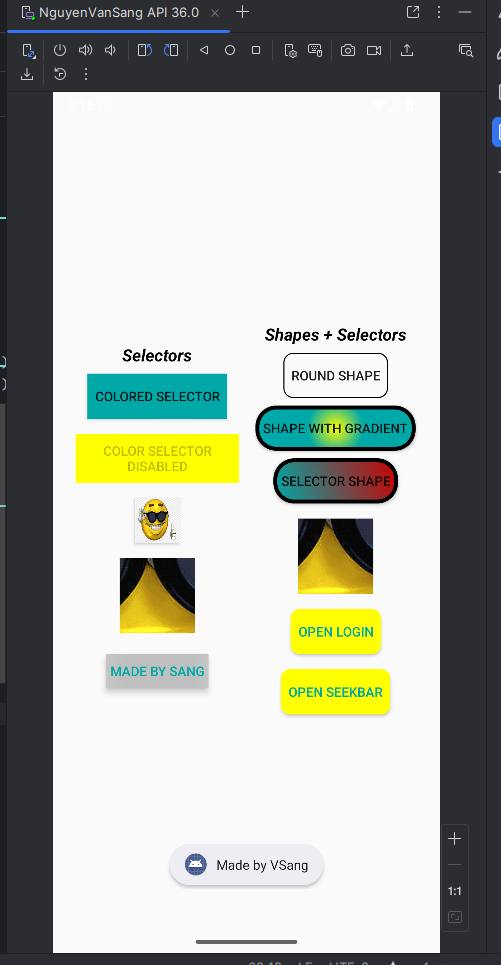 NguyenVanSang API 36.0
Selectors
COLORED SELECTOR
COLOR SELECTOR
DISABLED
MADE BY SANG
Shapes + Selectors
ROUND SHAPE
SHAPE WITH GRADIENT
SELECTOR SHAPE
OPEN LOGIN
OPEN SEEKBAR
Made by VSang
1:1